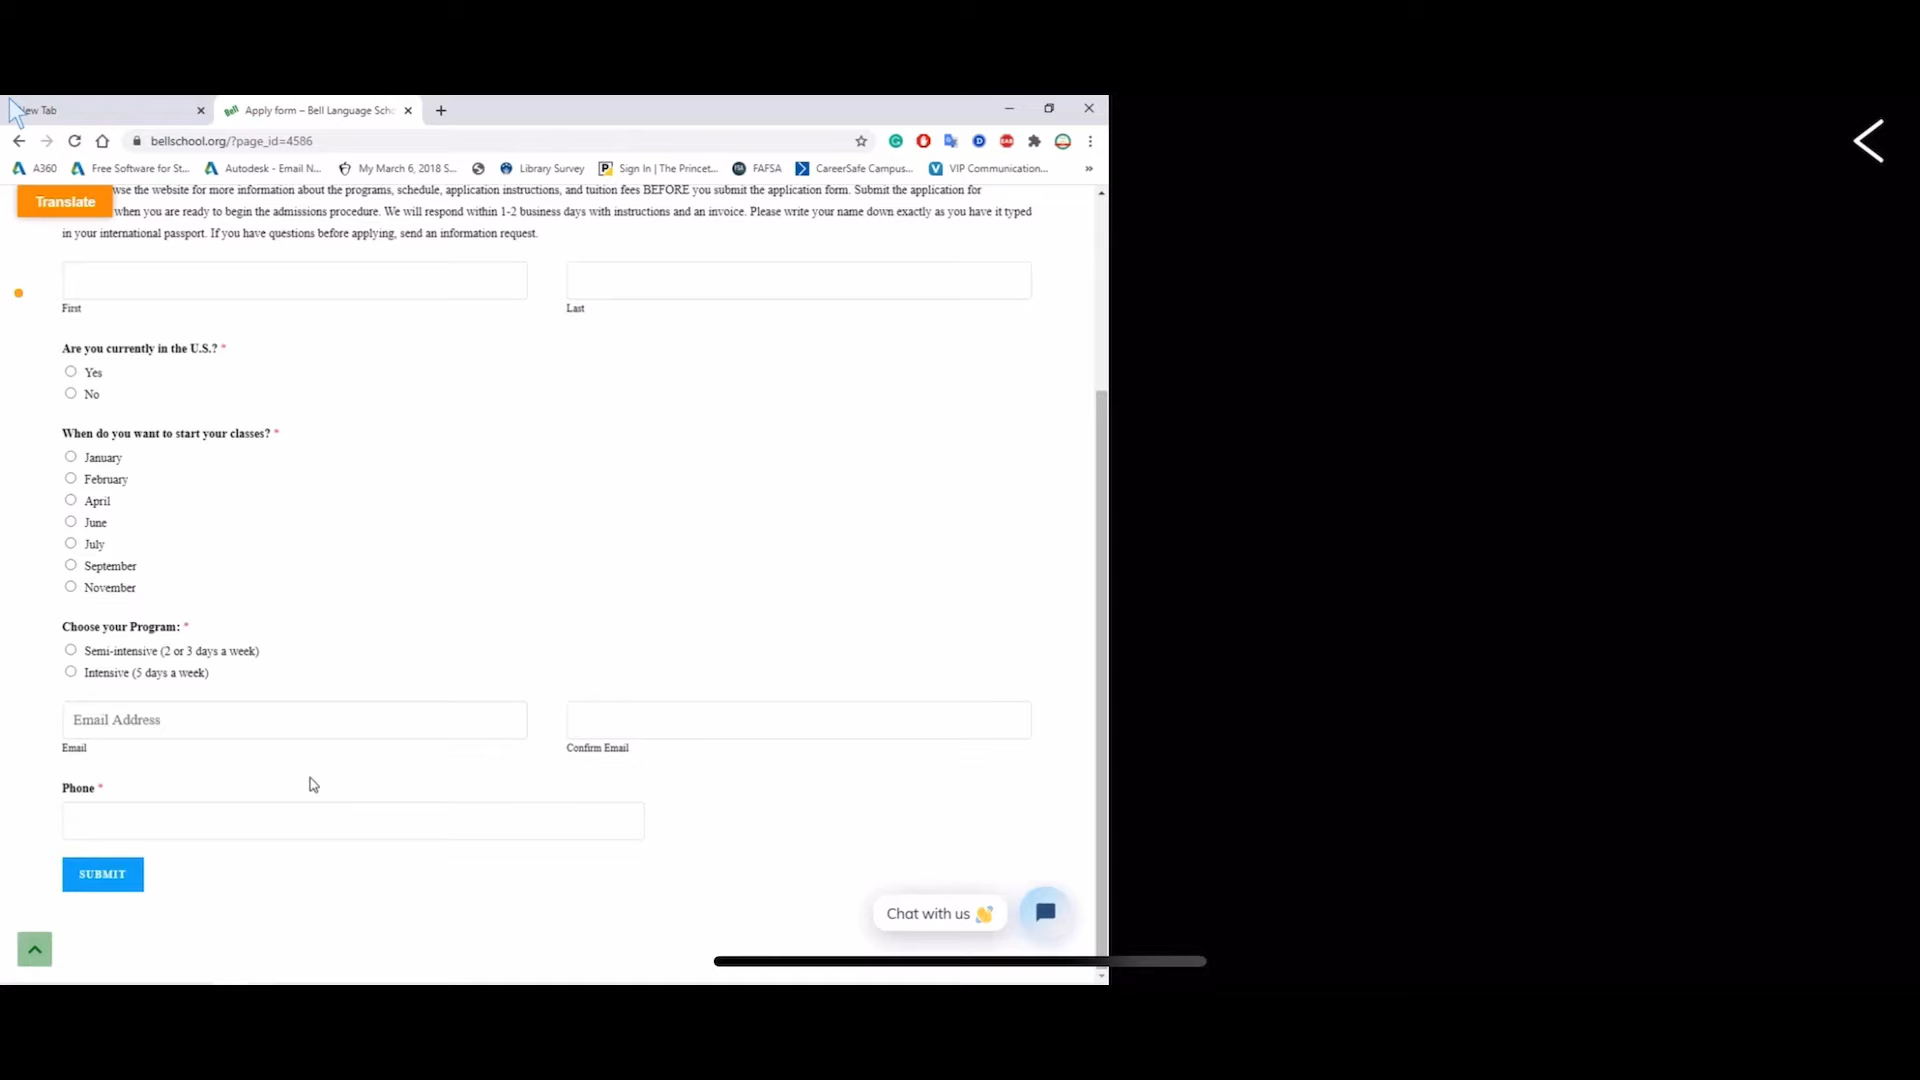 ew Tab
Bell Apply form – Bell Language Scho
bellschool.org/?page_id=4586
A360 Free Software for St... Autodesk - Email N... My March 6, 2018 S... Library Survey P Sign In | The Princet... FAFSA CareerSafe Campus... V VIP Communication... »
Translate
wse the website for more information about the programs, schedule, application instructions, and tuition fees BEFORE you submit the application form. Submit the application for
when you are ready to begin the admissions procedure. We will respond within 1-2 business days with instructions and an invoice. Please write your name down exactly as you have it typed
in your international passport. If you have questions before applying, send an information request.
First Last
Are you currently in the U.S.? *
Yes
No
When do you want to start your classes? *
January
February
April
June
July
September
November
Choose your Program: *
Semi-intensive (2 or 3 days a week)
Intensive (5 days a week)
Email Address
Email Confirm Email
Phone *
SUBMIT
Chat with us 👋